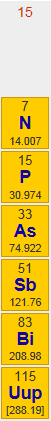 15
7
N
14.007
15
P
30.974
33
As
74.922
51
Sb
121.76
83
Bi
208.98
115
Uup
[288.19]